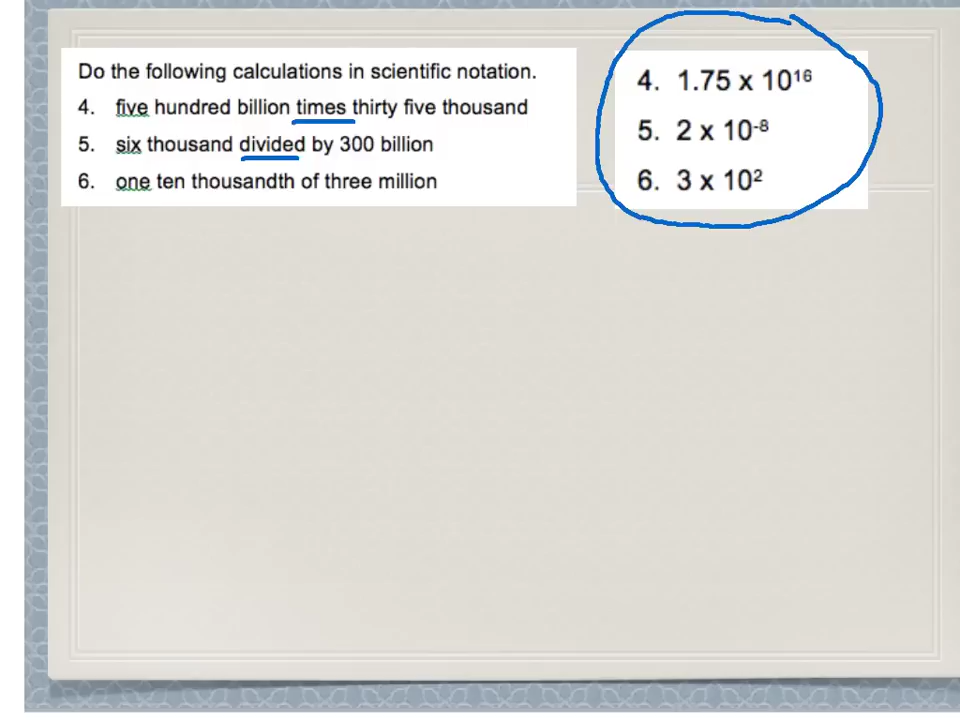 Do the following calculations in scientific notation.
4. five hundred billion times thirty five thousand
5. six thousand divided by 300 billion
6. one ten thousandth of three million
4. 1.75 x 10¹⁶
5. 2 x 10⁻⁸
6. 3 x 10²